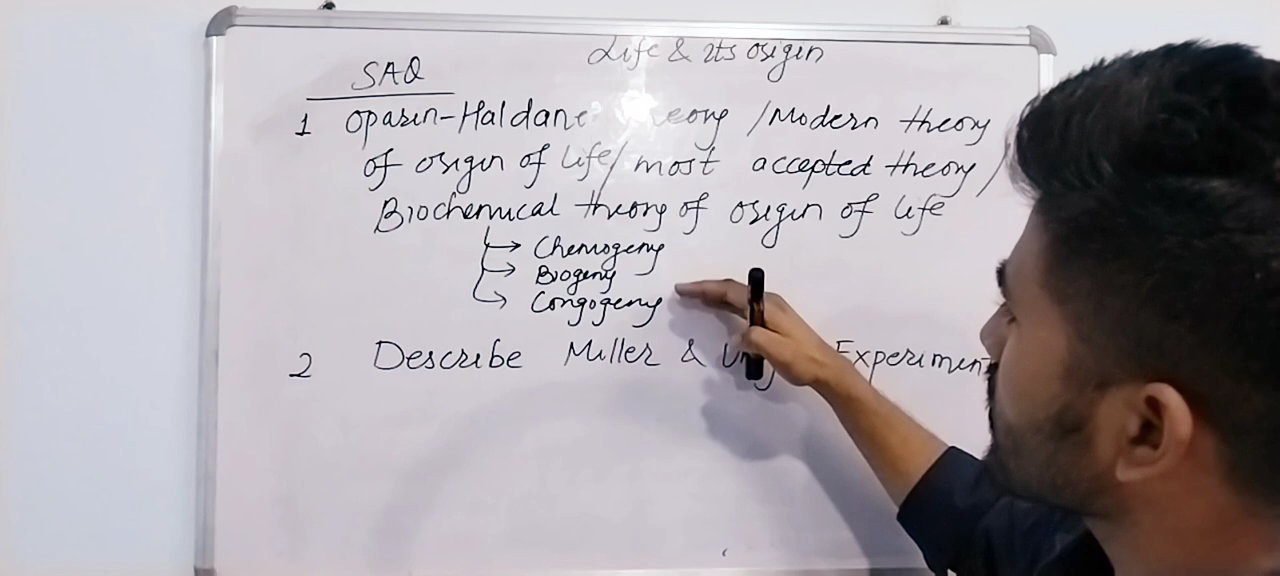 Life & Its origin
SAQ
1 Oparin-Haldane /Modern theory
of origin of life/ most accepted theory/
Biochemical theory of origin of life
→ Chemogeny
→ Biogeny
→ Congogeny
2 Describe Miller & Experiment